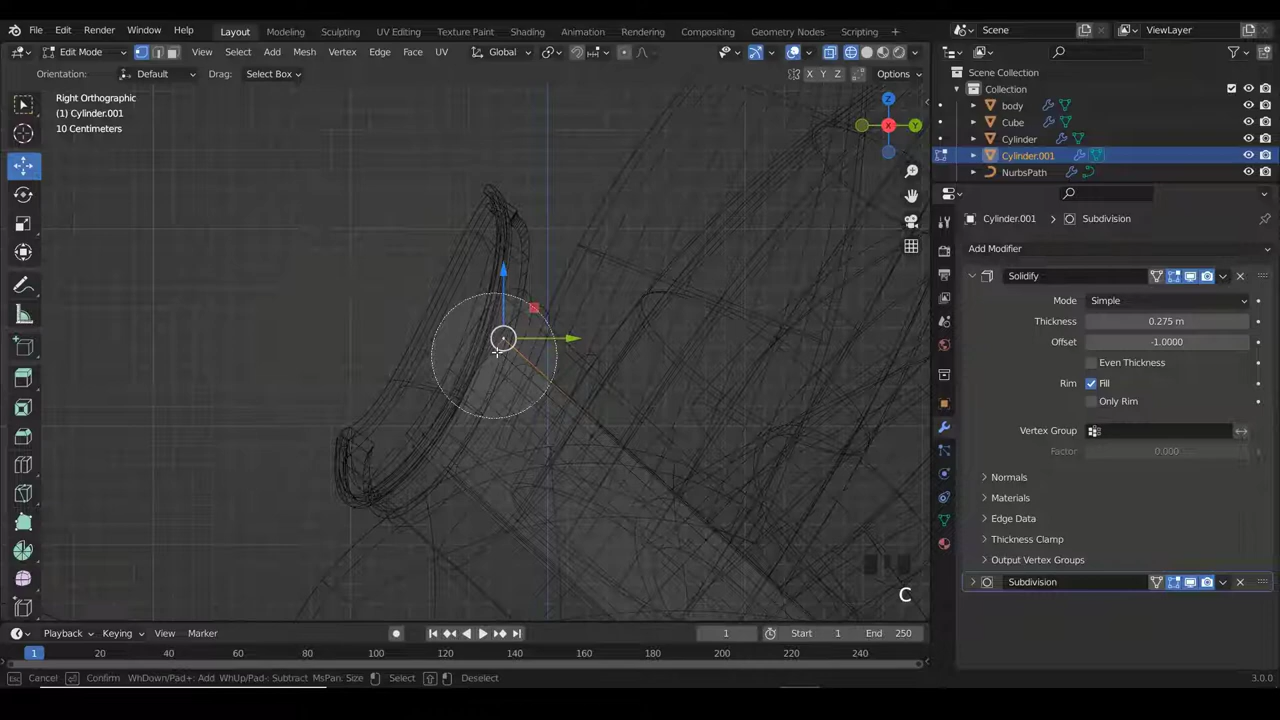 File Edit Render Window Help Layout Modeling Sculpting UV Editing Texture Paint Shading Animation Rendering Compositing Geometry Nodes Scripting + Scene ViewLayer
Edit Mode View Select Add Mesh Vertex Edge Face UV Global
Orientation: Default Drag: Select Box X Y Z Options
Right Orthographic
(1) Cylinder.001
10 Centimeters
Z
X
Y
C
Scene Collection
Collection
body
Cube
Cylinder
Cylinder.001
NurbsPath
Cylinder.001 Subdivision
Add Modifier
Solidify
Mode Simple
Thickness 0.275 m
Offset -1.0000
Even Thickness
Rim Fill
Only Rim
Vertex Group
Factor 0.000
Normals
Materials
Edge Data
Thickness Clamp
Output Vertex Groups
Subdivision
Playback Keying View Marker 1 Start 1 End 250
1 20 40 60 80 100 120 140 160 180 200 220 240
Esc Cancel Confirm WhDown/Pad+: Add WhUp/Pad-: Subtract MsPan: Size Select Deselect 3.0.0